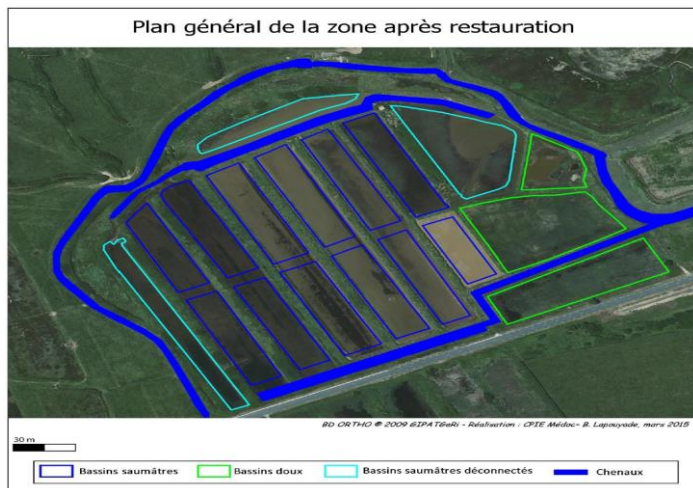 Plan général de la zone après restauration
BD ORTHO ® 2009 GIPATGeRi - Réalisation : CPIE Médoc- B. Lapouyade, mars 2015
30 m
Bassins saumâtres
Bassins doux
Bassins saumâtres déconnectés
Chenaux